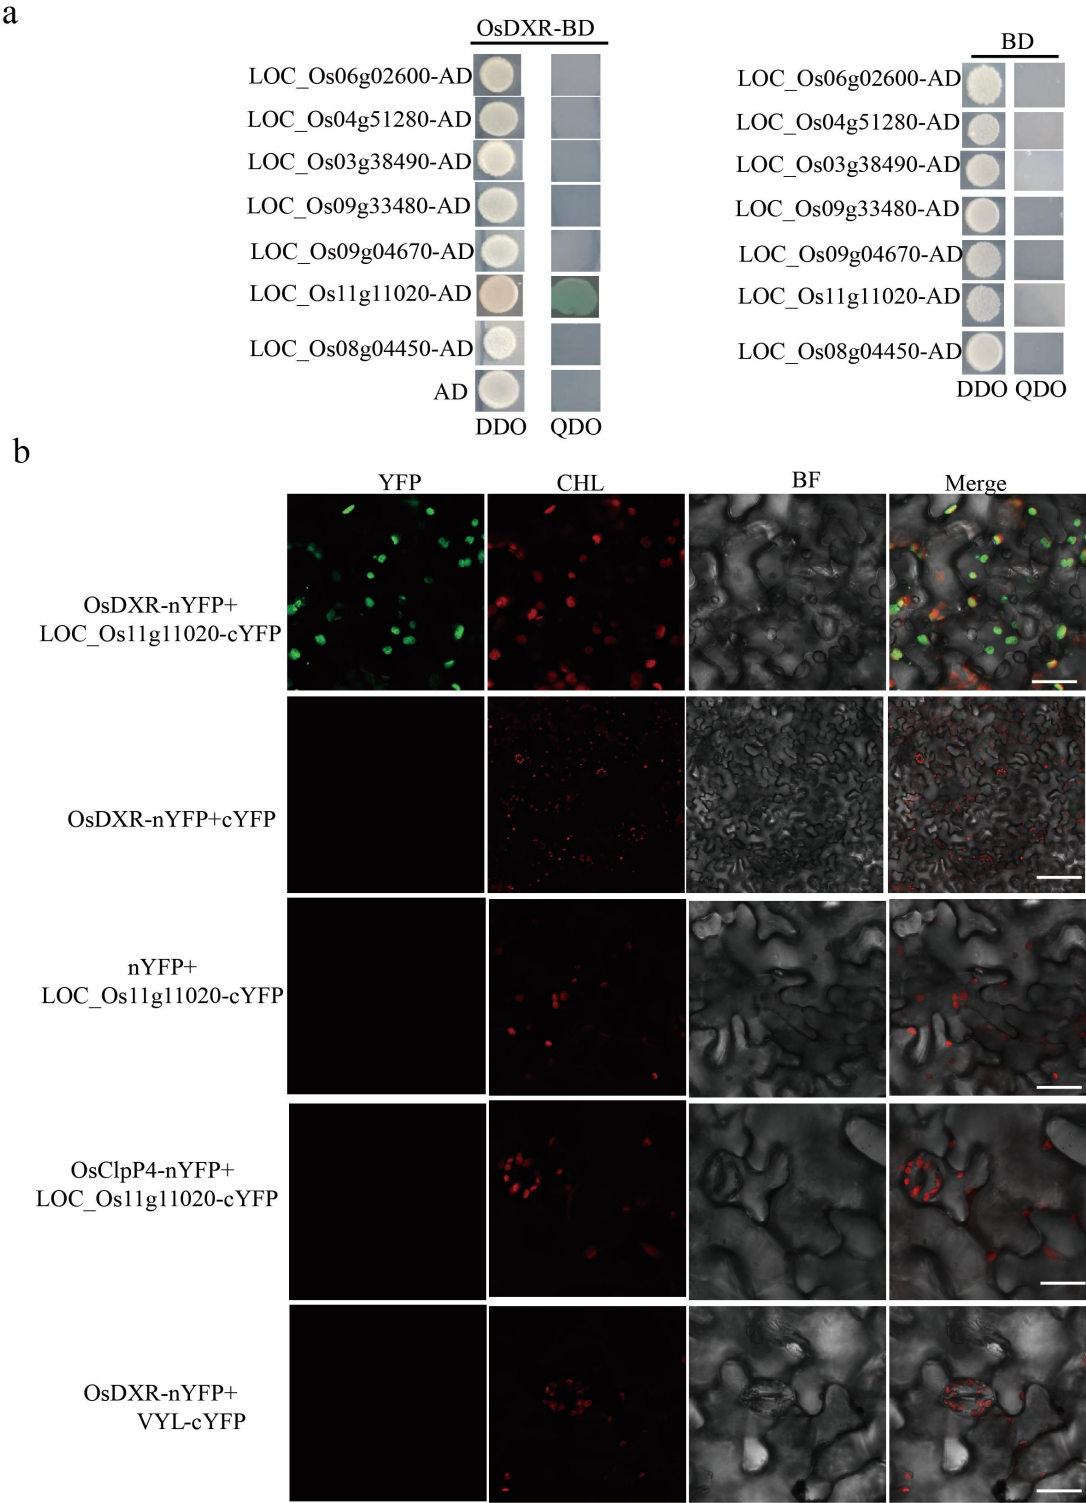 a
OsDXR-BD
LOC_Os06g02600-AD
LOC_Os04g51280-AD
LOC_Os03g38490-AD
LOC_Os09g33480-AD
LOC_Os09g04670-AD
LOC_Os11g11020-AD
LOC_Os08g04450-AD
AD
DDO QDO
BD
LOC_Os06g02600-AD
LOC_Os04g51280-AD
LOC_Os03g38490-AD
LOC_Os09g33480-AD
LOC_Os09g04670-AD
LOC_Os11g11020-AD
LOC_Os08g04450-AD
DDO QDO
b
YFP CHL BF Merge
OsDXR-nYFP+
LOC_Os11g11020-cYFP
OsDXR-nYFP+cYFP
nYFP+
LOC_Os11g11020-cYFP
OsClpP4-nYFP+
LOC_Os11g11020-cYFP
OsDXR-nYFP+
VYL-cYFP